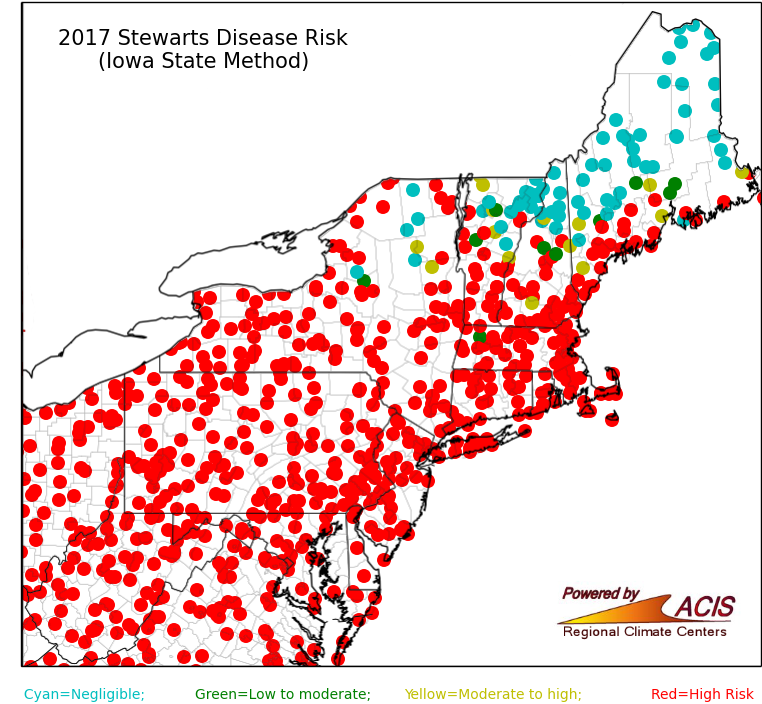 2017 Stewarts Disease Risk
(Iowa State Method)
Powered by
ACIS
Regional Climate Centers
Cyan=Negligible; Green=Low to moderate; Yellow=Moderate to high; Red=High Risk